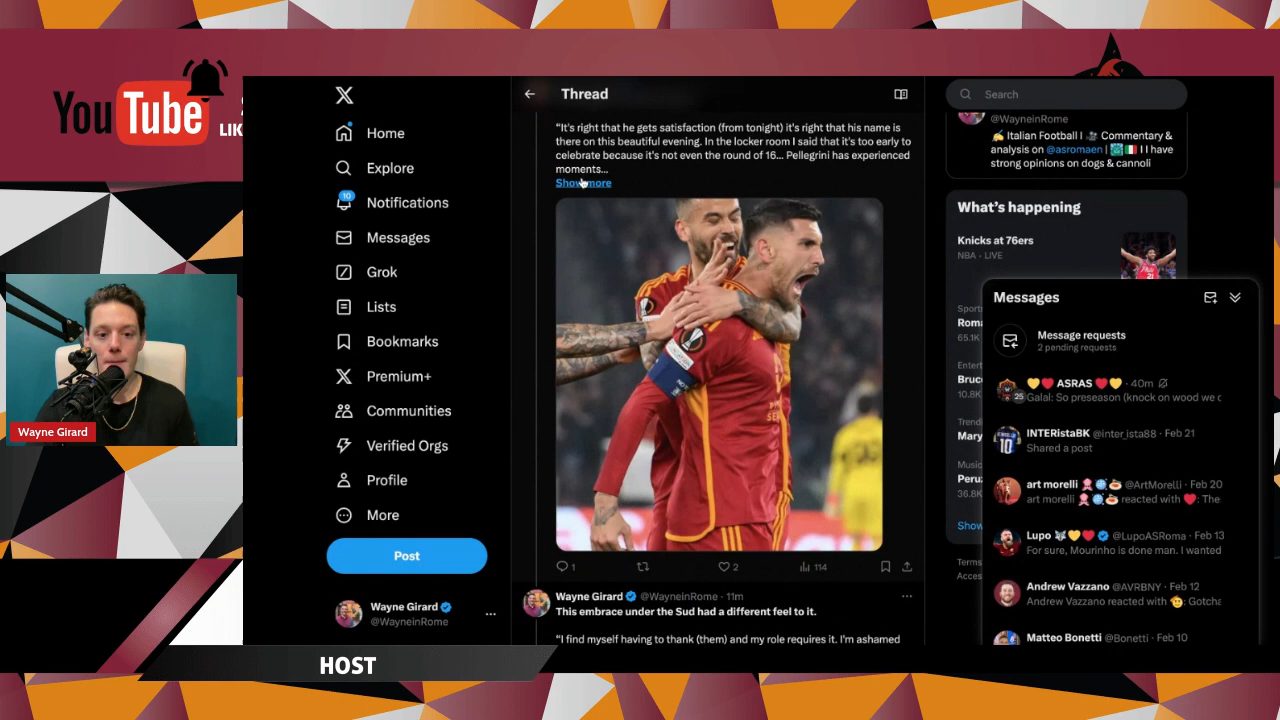 YouTube
LIK
Wayne Girard
HOST
Home
Explore
10
Notifications
Messages
Grok
Lists
Bookmarks
Premium+
Communities
Verified Orgs
Profile
More
Post
Wayne Girard
@WayneinRome
Thread
“It's right that he gets satisfaction (from tonight) it's right that his name is
there on this beautiful evening. In the locker room I said that it's too early to
celebrate because it's not even the round of 16... Pellegrini has experienced
moments...
Show more
1
2
114
Wayne Girard @WayneinRome · 11m
This embrace under the Sud had a different feel to it.
“I find myself having to thank (them) and my role requires it. I'm ashamed
Search
@WayneinRome
✍️ Italian Football | 🎥 Commentary &
analysis on @asromaen | 🇮🇹 | I have
strong opinions on dogs & cannoli
What's happening
Knicks at 76ers
NBA · LIVE
Sports
Roma
65.1K
Entert
Bruc
10.8K
Trendi
Mary
Music
Peru
36.8K
Show
Terms
Acces
Messages
Message requests
2 pending requests
💛❤️ ASRAS ❤️💛 · 40m
25
Galal: So preseason (knock on wood we c
INTERistaBK @inter_ista88 · Feb 21
Shared a post
art morelli @ArtMorelli · Feb 20
art morelli reacted with ❤️: The
Lupo 🐺💛❤️ @LupoASRoma · Feb 13
For sure, Mourinho is done man. I wanted
Andrew Vazzano @AVRBNY · Feb 12
Andrew Vazzano reacted with : Gotcha
Matteo Bonetti @Bonetti · Feb 10